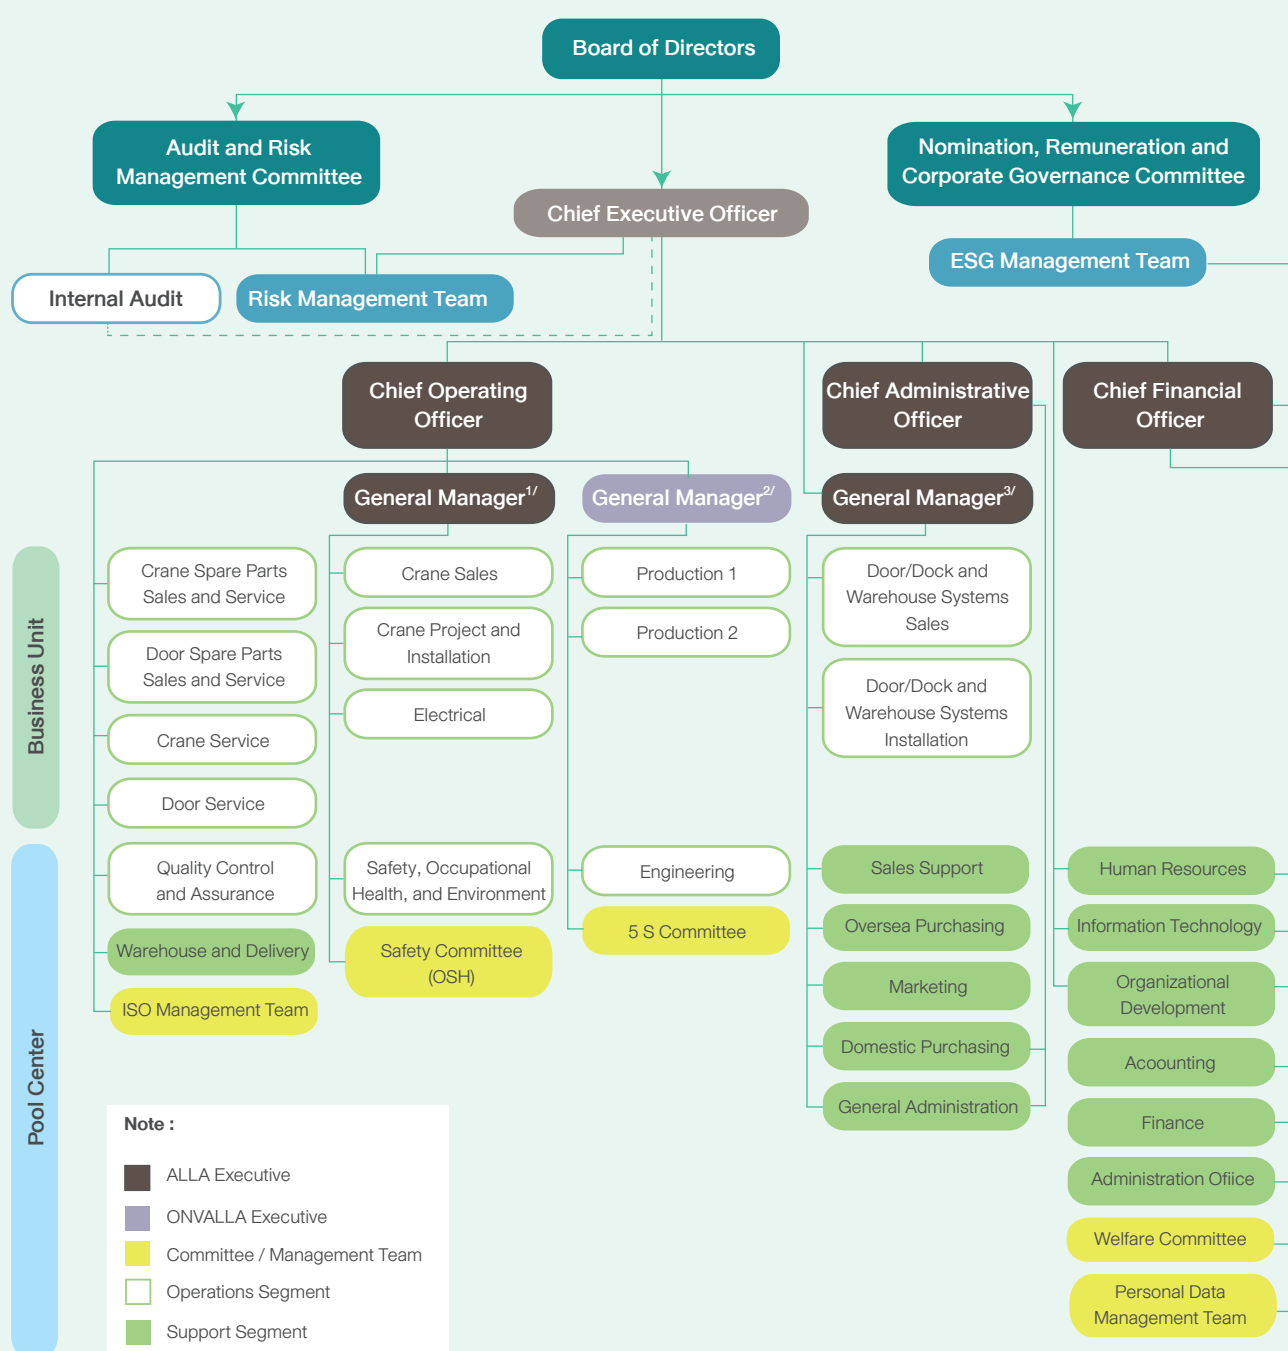 Board of Directors
Audit and Risk
Management Committee
Nomination, Remuneration and
Corporate Governance Committee
Chief Executive Officer
ESG Management Team
Internal Audit
Risk Management Team
Chief Operating
Officer
Chief Administrative
Officer
Chief Financial
Officer
General Manager1/
General Manager2/
General Manager3/
Business Unit
Crane Spare Parts
Sales and Service
Door Spare Parts
Sales and Service
Crane Service
Door Service
Crane Sales
Crane Project and
Installation
Electrical
Production 1
Production 2
Door/Dock and
Warehouse Systems
Sales
Door/Dock and
Warehouse Systems
Installation
Pool Center
Quality Control
and Assurance
Warehouse and Delivery
ISO Management Team
Safety, Occupational
Health, and Environment
Safety Committee
(OSH)
Engineering
5 S Committee
Sales Support
Oversea Purchasing
Marketing
Domestic Purchasing
General Administration
Human Resources
Information Technology
Organizational
Development
Acoounting
Finance
Administration Ofiice
Welfare Committee
Personal Data
Management Team
Note :
ALLA Executive
ONVALLA Executive
Committee / Management Team
Operations Segment
Support Segment